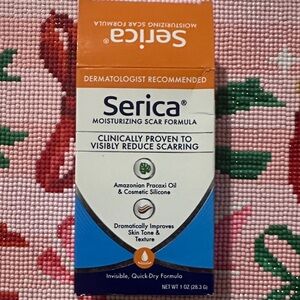 Serica®
MOISTURIZING SCAR FORMULA
DERMATOLOGIST RECOMMENDED
Serica®
MOISTURIZING SCAR FORMULA
CLINICALLY PROVEN TO
VISIBLY REDUCE SCARRING
Amazonian Pracaxi Oil
& Cosmetic Silicone
Dramatically Improves
Skin Tone &
Texture
Invisible, Quick-Dry Formula
NET WT 1 OZ (28.3 G)